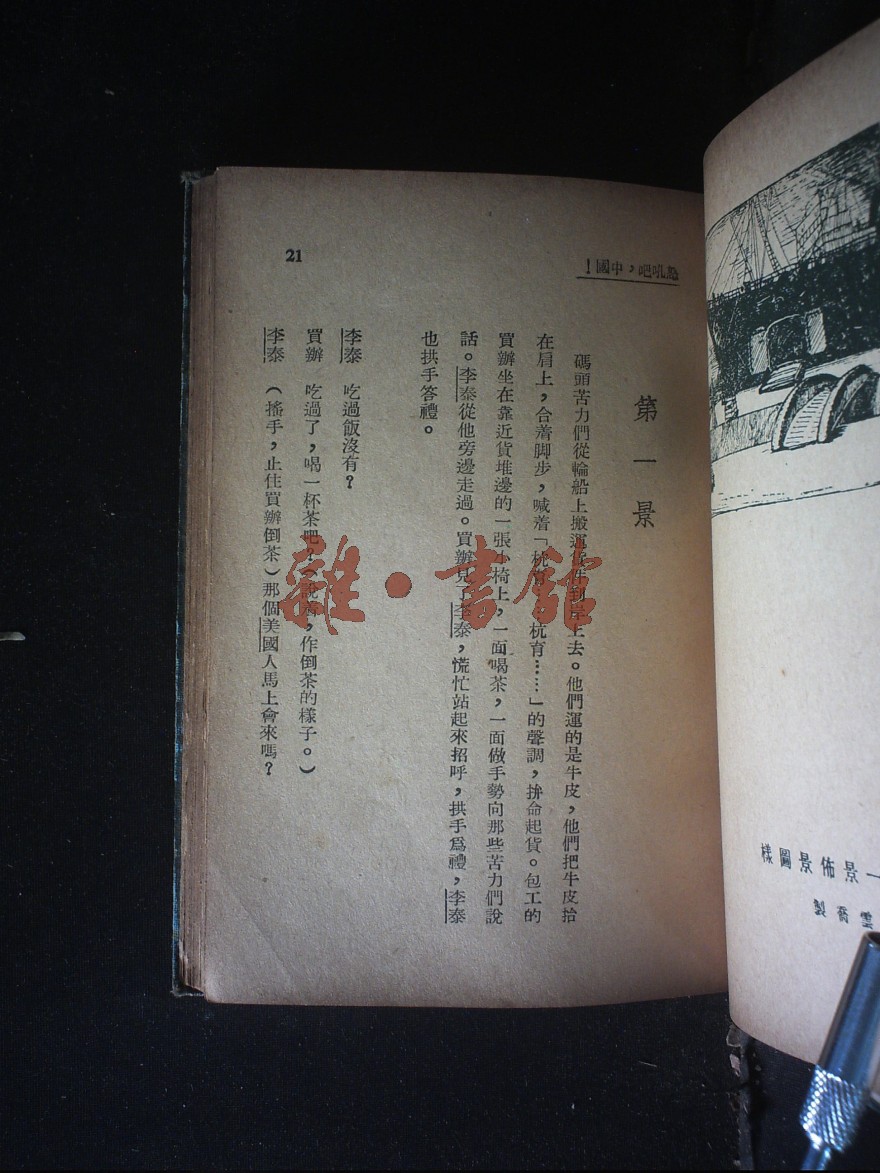 怒吼吧，中國！
21
第一景
碼頭苦力們從輪船上搬運貨件到岸上去。他們運的是牛皮，他們把牛皮抬
在肩上，合着脚步，喊着「杭育 杭育……」的聲調，拚命起貨。包工的
買辦坐在靠近貨堆邊的一張小椅上，一面喝茶，一面做手勢向那些苦力們說
話。李泰從他旁邊走過。買辦見了李泰，慌忙站起來招呼，拱手爲禮，李泰
也拱手答禮。
李泰 吃過飯沒有？
買辦 吃過了，喝一杯茶吧？（說着，作倒茶的樣子。）
李泰 （搖手，止住買辦倒茶）那個美國人馬上會來嗎？
一景佈景圖樣
雲喬製
雜·書館